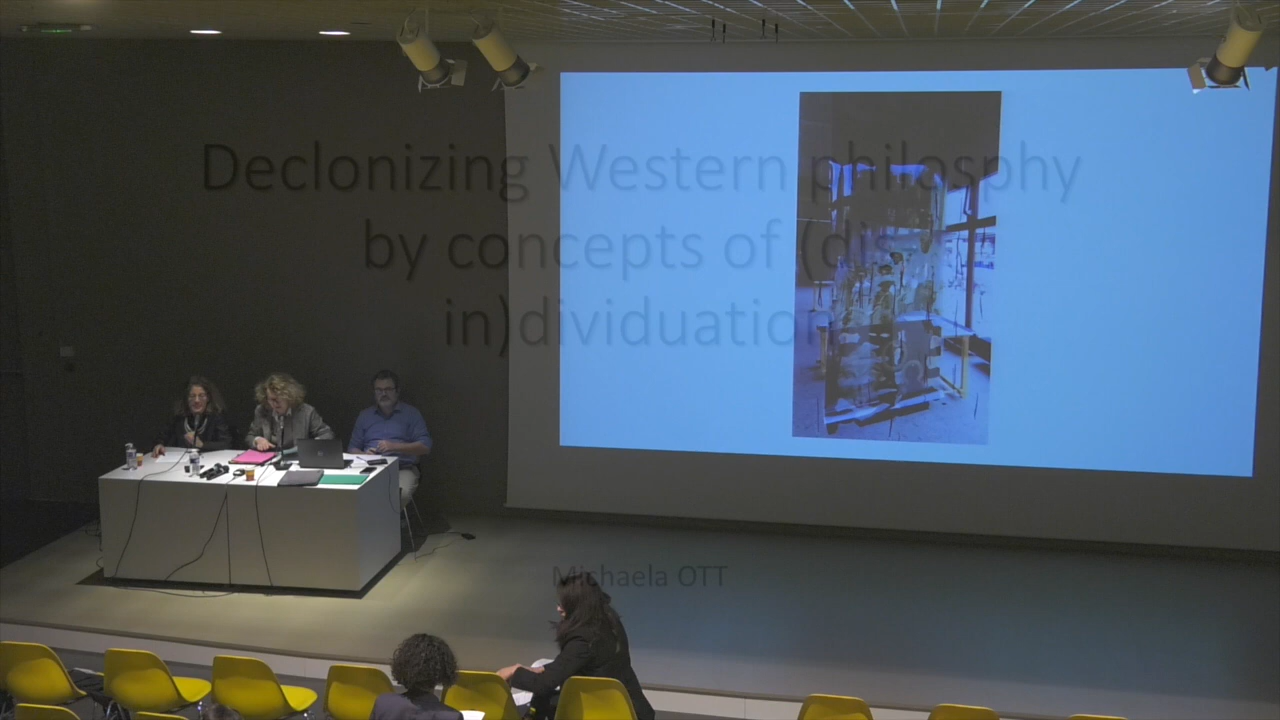 Declonizing Western philosphy
by concepts of (dis
in)dividuation
Michaela OTT